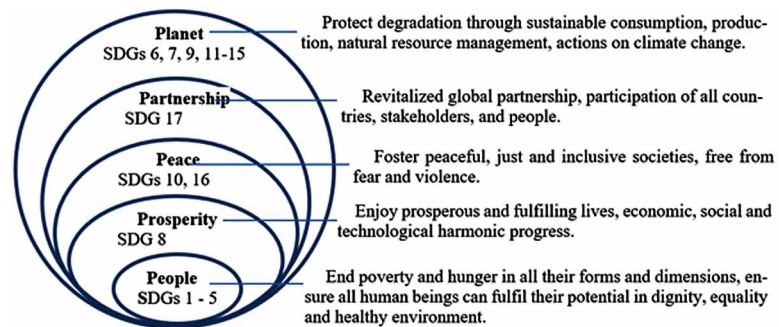 Planet
SDGs 6, 7, 9, 11-15
Protect degradation through sustainable consumption, produc-
tion, natural resource management, actions on climate change.
Partnership
SDG 17
Revitalized global partnership, participation of all coun-
tries, stakeholders, and people.
Peace
SDGs 10, 16
Foster peaceful, just and inclusive societies, free from
fear and violence.
Prosperity
SDG 8
Enjoy prosperous and fulfilling lives, economic, social and
technological harmonic progress.
People
SDGs 1 - 5
End poverty and hunger in all their forms and dimensions, en-
sure all human beings can fulfil their potential in dignity, equality
and healthy environment.